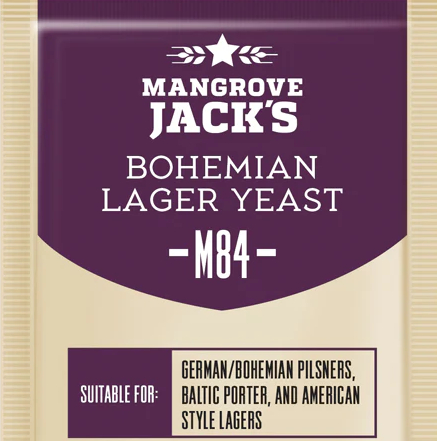 MANGROVE
JACK'S
BOHEMIAN
LAGER YEAST
-M84-
SUITABLE FOR:
GERMAN/BOHEMIAN PILSNERS,
BALTIC PORTER, AND AMERICAN
STYLE LAGERS